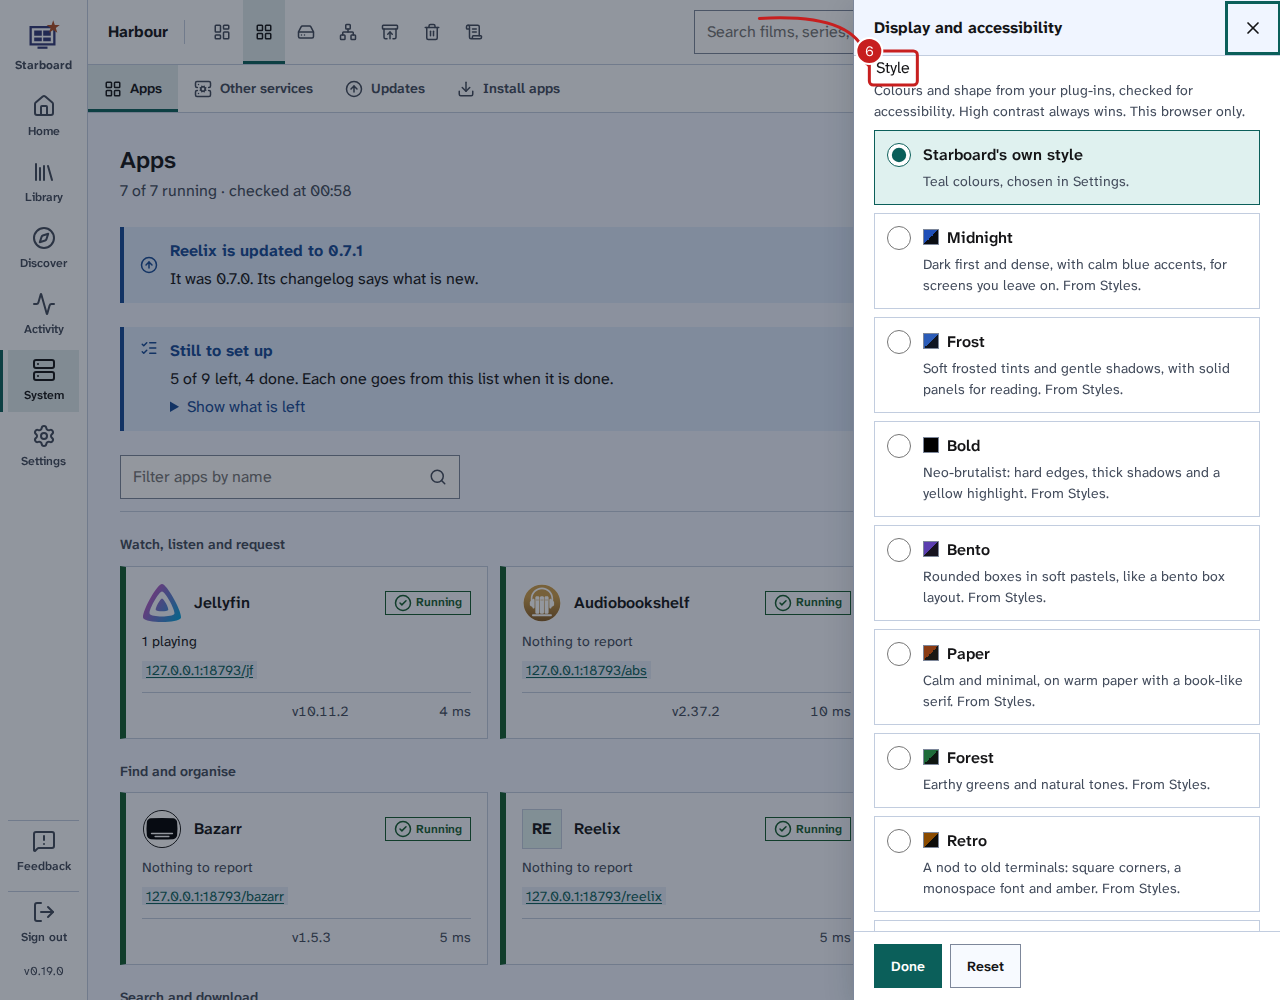 Starboard
Home
Library
Discover
Activity
System
Settings
Feedback
Sign out
v0.19.0
Harbour
Search films, series,
Apps
Other services
Updates
Install apps
Apps
7 of 7 running · checked at 00:58
Reelix is updated to 0.7.1
It was 0.7.0. Its changelog says what is new.
Still to set up
5 of 9 left, 4 done. Each one goes from this list when it is done.
Show what is left
Filter apps by name
Watch, listen and request
Jellyfin
Running
1 playing
127.0.0.1:18793/jf
v10.11.2
4 ms
Audiobookshelf
Running
Nothing to report
127.0.0.1:18793/abs
v2.37.2
10 ms
Find and organise
Bazarr
Running
Nothing to report
127.0.0.1:18793/bazarr
v1.5.3
5 ms
RE
Reelix
Running
Nothing to report
127.0.0.1:18793/reelix
5 ms
Search and download
Display and accessibility
6
Style
Colours and shape from your plug-ins, checked for
accessibility. High contrast always wins. This browser only.
Starboard's own style
Teal colours, chosen in Settings.
Midnight
Dark first and dense, with calm blue accents, for
screens you leave on. From Styles.
Frost
Soft frosted tints and gentle shadows, with solid
panels for reading. From Styles.
Bold
Neo-brutalist: hard edges, thick shadows and a
yellow highlight. From Styles.
Bento
Rounded boxes in soft pastels, like a bento box
layout. From Styles.
Paper
Calm and minimal, on warm paper with a book-like
serif. From Styles.
Forest
Earthy greens and natural tones. From Styles.
Retro
A nod to old terminals: square corners, a
monospace font and amber. From Styles.
Done
Reset